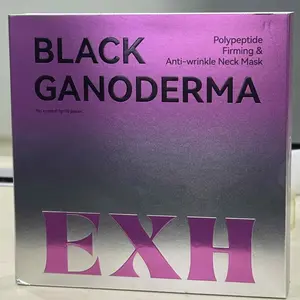 BLACK
GANODERMA
Polypeptide
Firming &
Anti-wrinkle Neck Mask
EXH